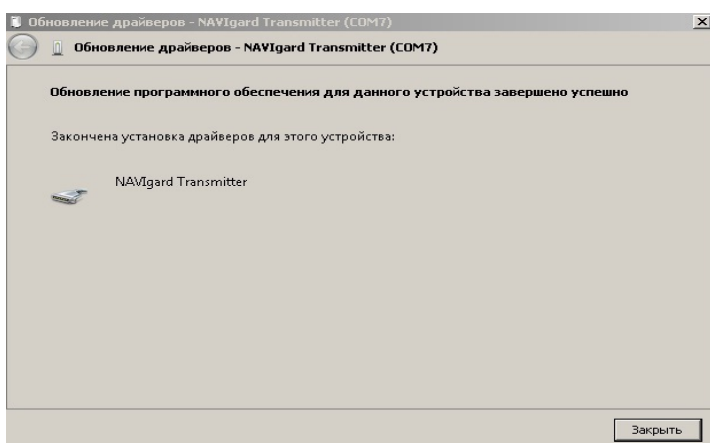 Обновление драйверов - NAVIgard Transmitter (COM7)
Обновление драйверов - NAVIgard Transmitter (COM7)
Обновление программного обеспечения для данного устройства завершено успешно
Закончена установка драйверов для этого устройства:
NAVIgard Transmitter
Закрыть